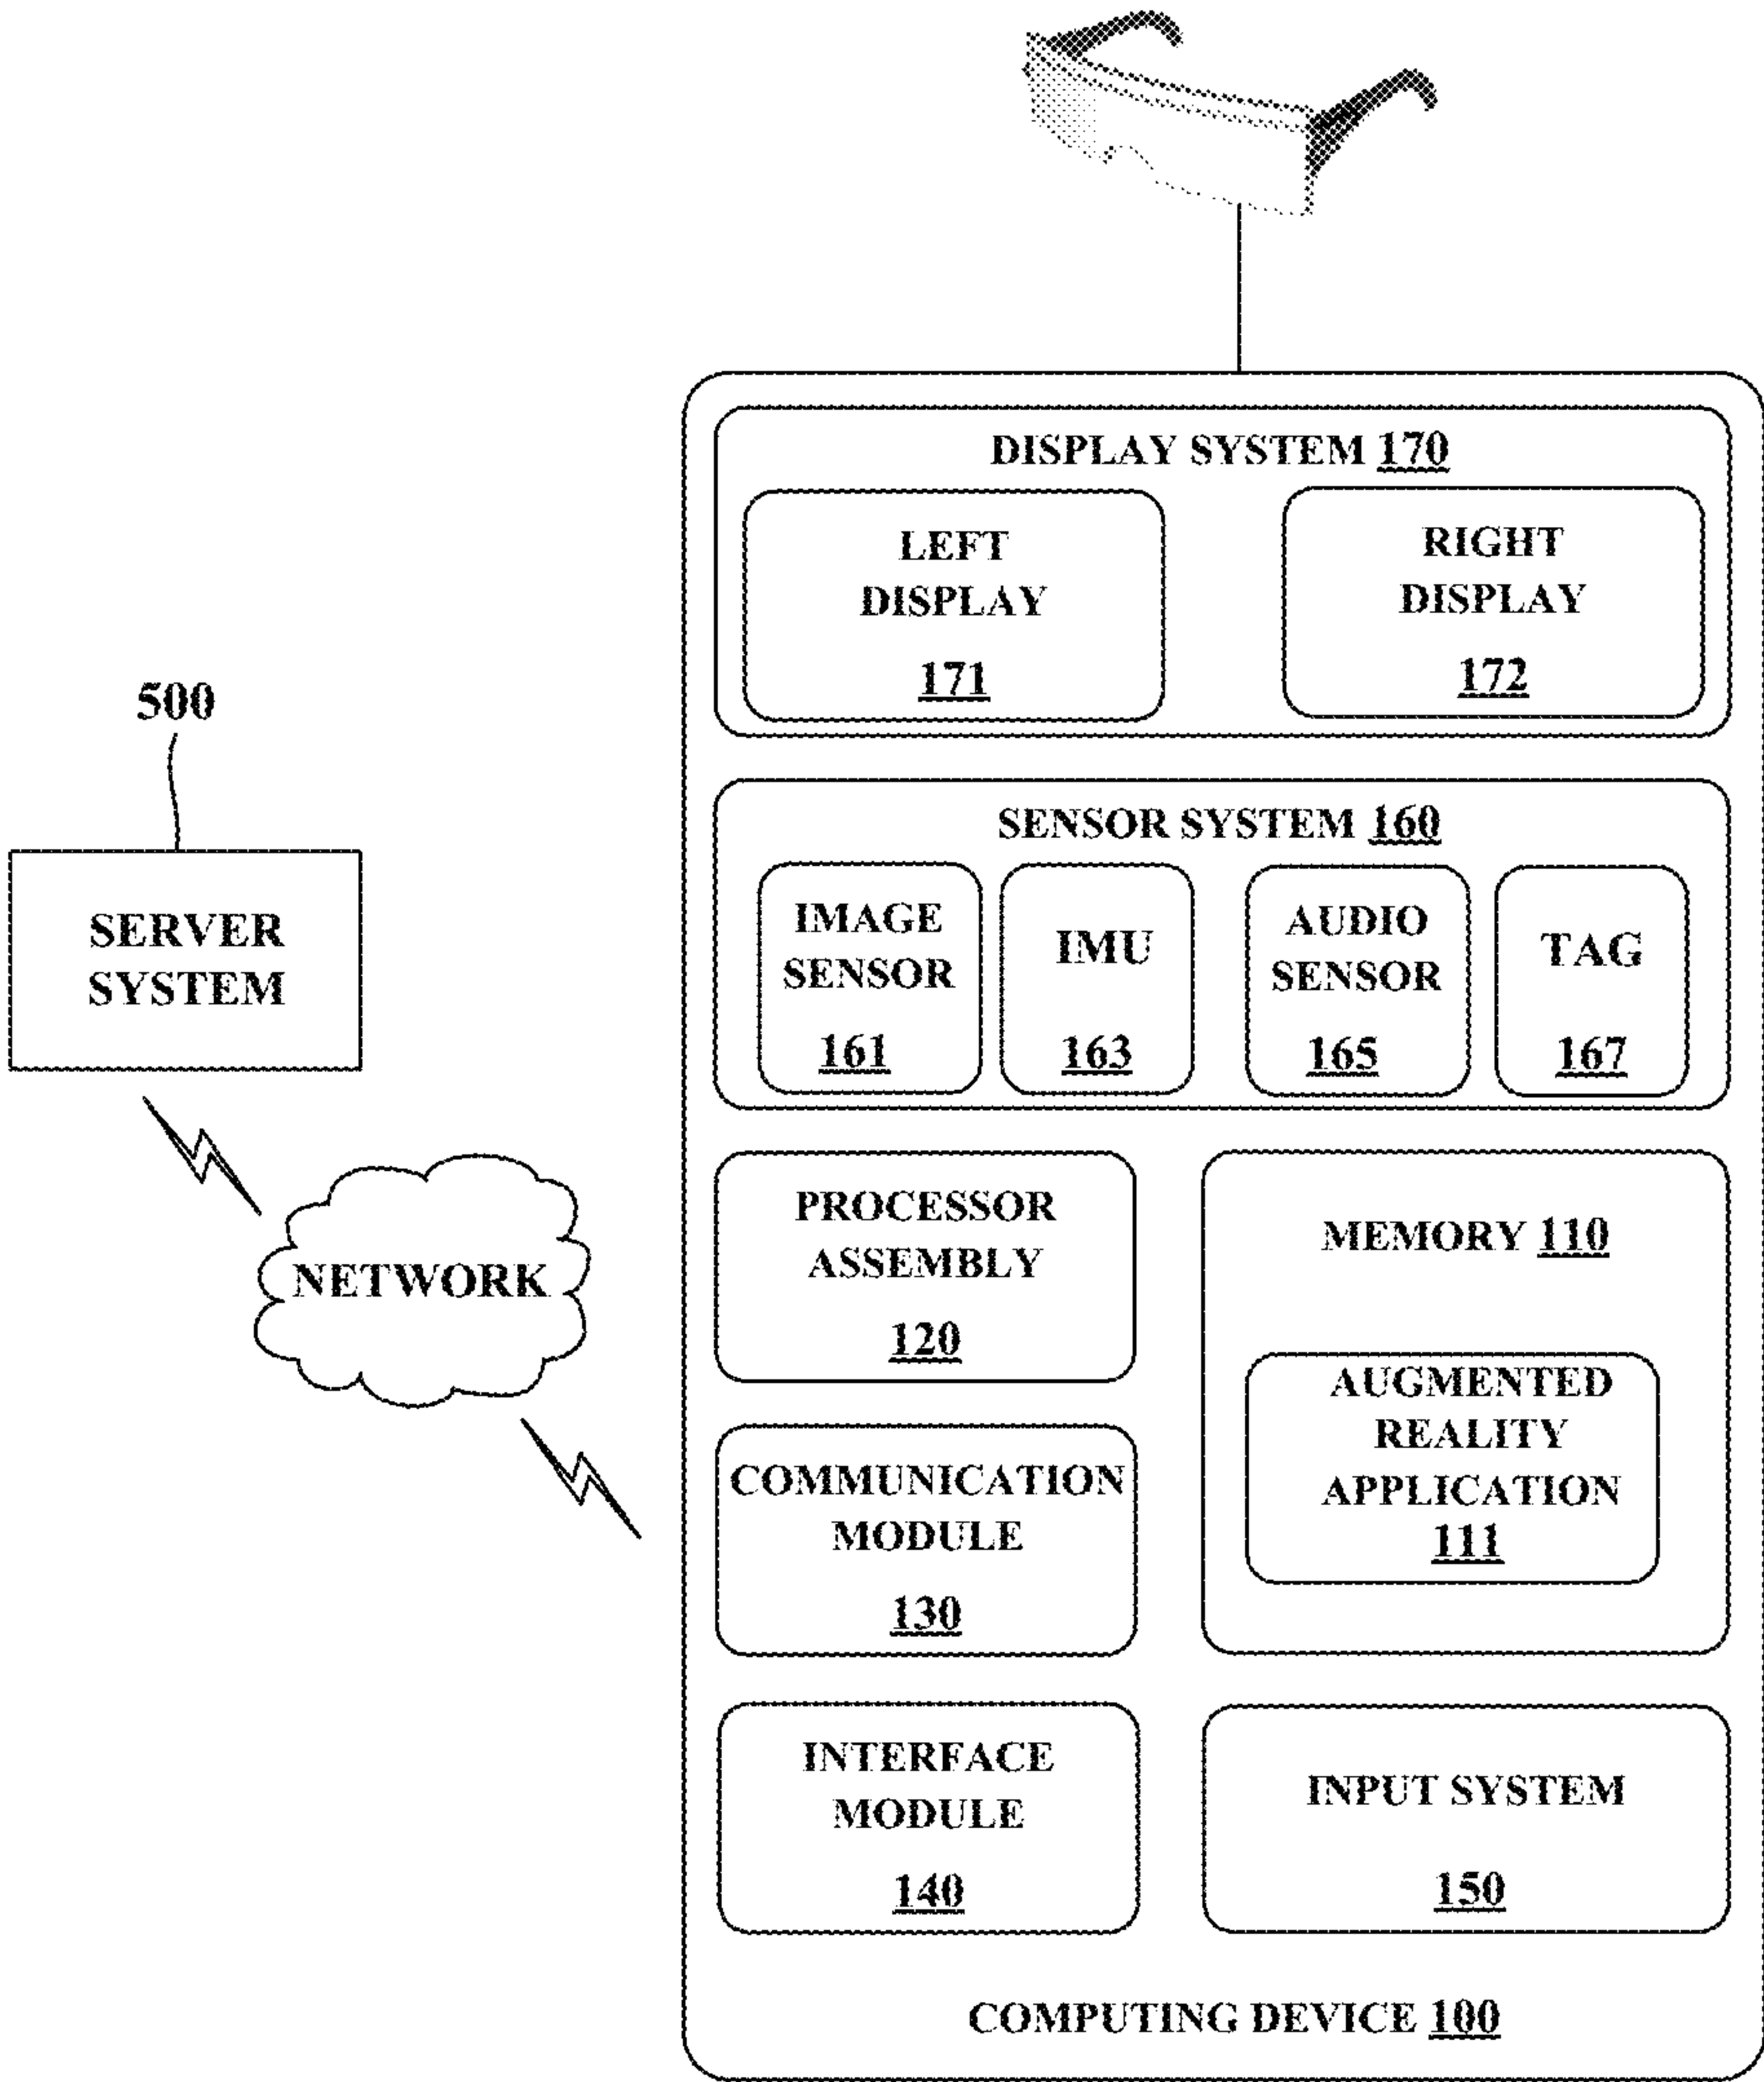 DISPLAY SYSTEM 170
LEFT
DISPLAY
171
RIGHT
DISPLAY
172
500
SERVER
SYSTEM
NETWORK
SENSOR SYSTEM 160
IMAGE
SENSOR
161
IMU
163
AUDIO
SENSOR
165
TAG
167
PROCESSOR
ASSEMBLY
120
MEMORY 110
AUGMENTED
REALITY
APPLICATION
111
COMMUNICATION
MODULE
130
INTERFACE
MODULE
140
INPUT SYSTEM
150
COMPUTING DEVICE 100